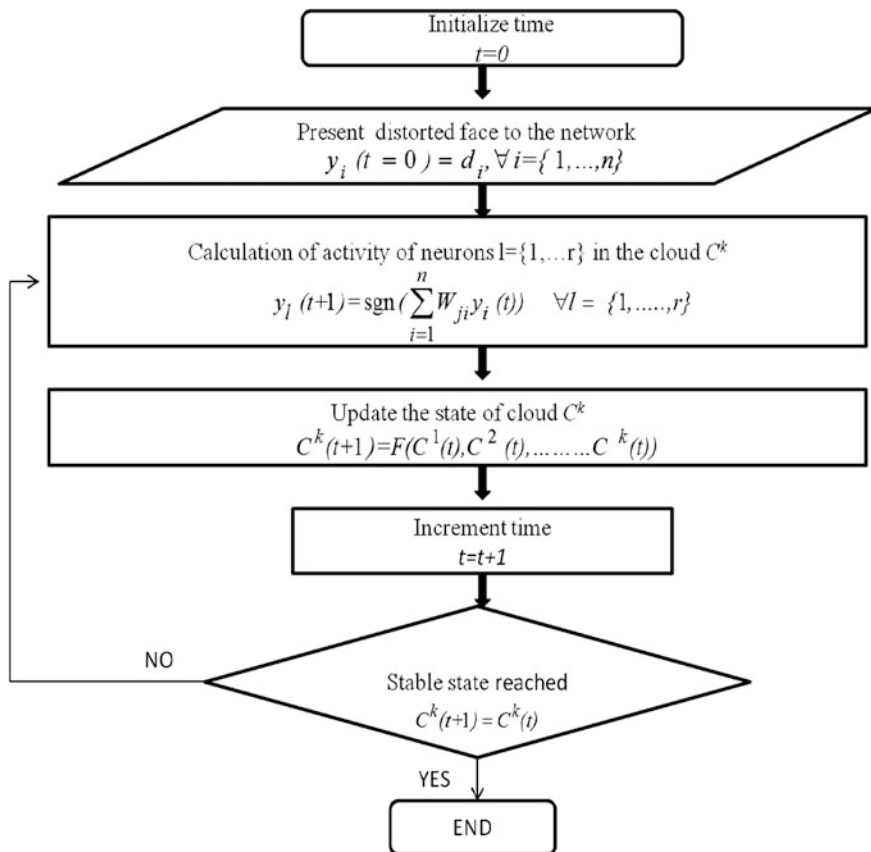 Initialize time
t=0
Present distorted face to the network
y_i (t = 0) = d_i, ∀ i={ 1, ...,n}
Calculation of activity of neurons l={1,...r} in the cloud C^k
y_l (t+1)=sgn(∑_{i=1}^{n} W_{ji} y_i (t)) ∀l = {1, .....,r}
Update the state of cloud C^k
C^k(t+1)=F(C^1(t),C^2 (t),.........C^k(t))
Increment time
t=t+1
NO
Stable state reached
C^k(t+1) = C^k(t)
YES
END